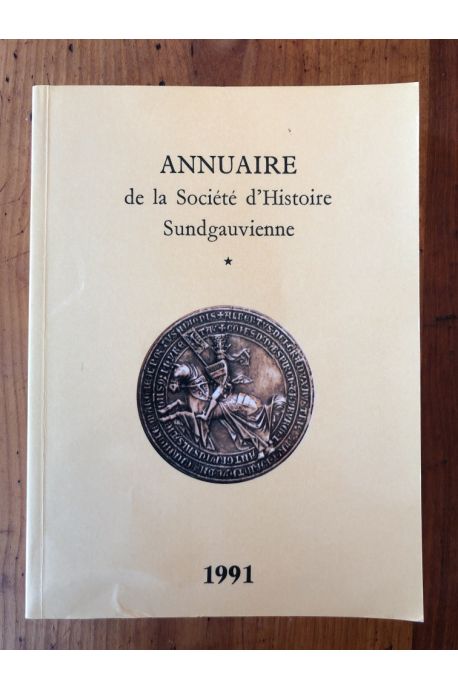 ANNUAIRE
de la Société d'Histoire
Sundgauvienne
★
1991